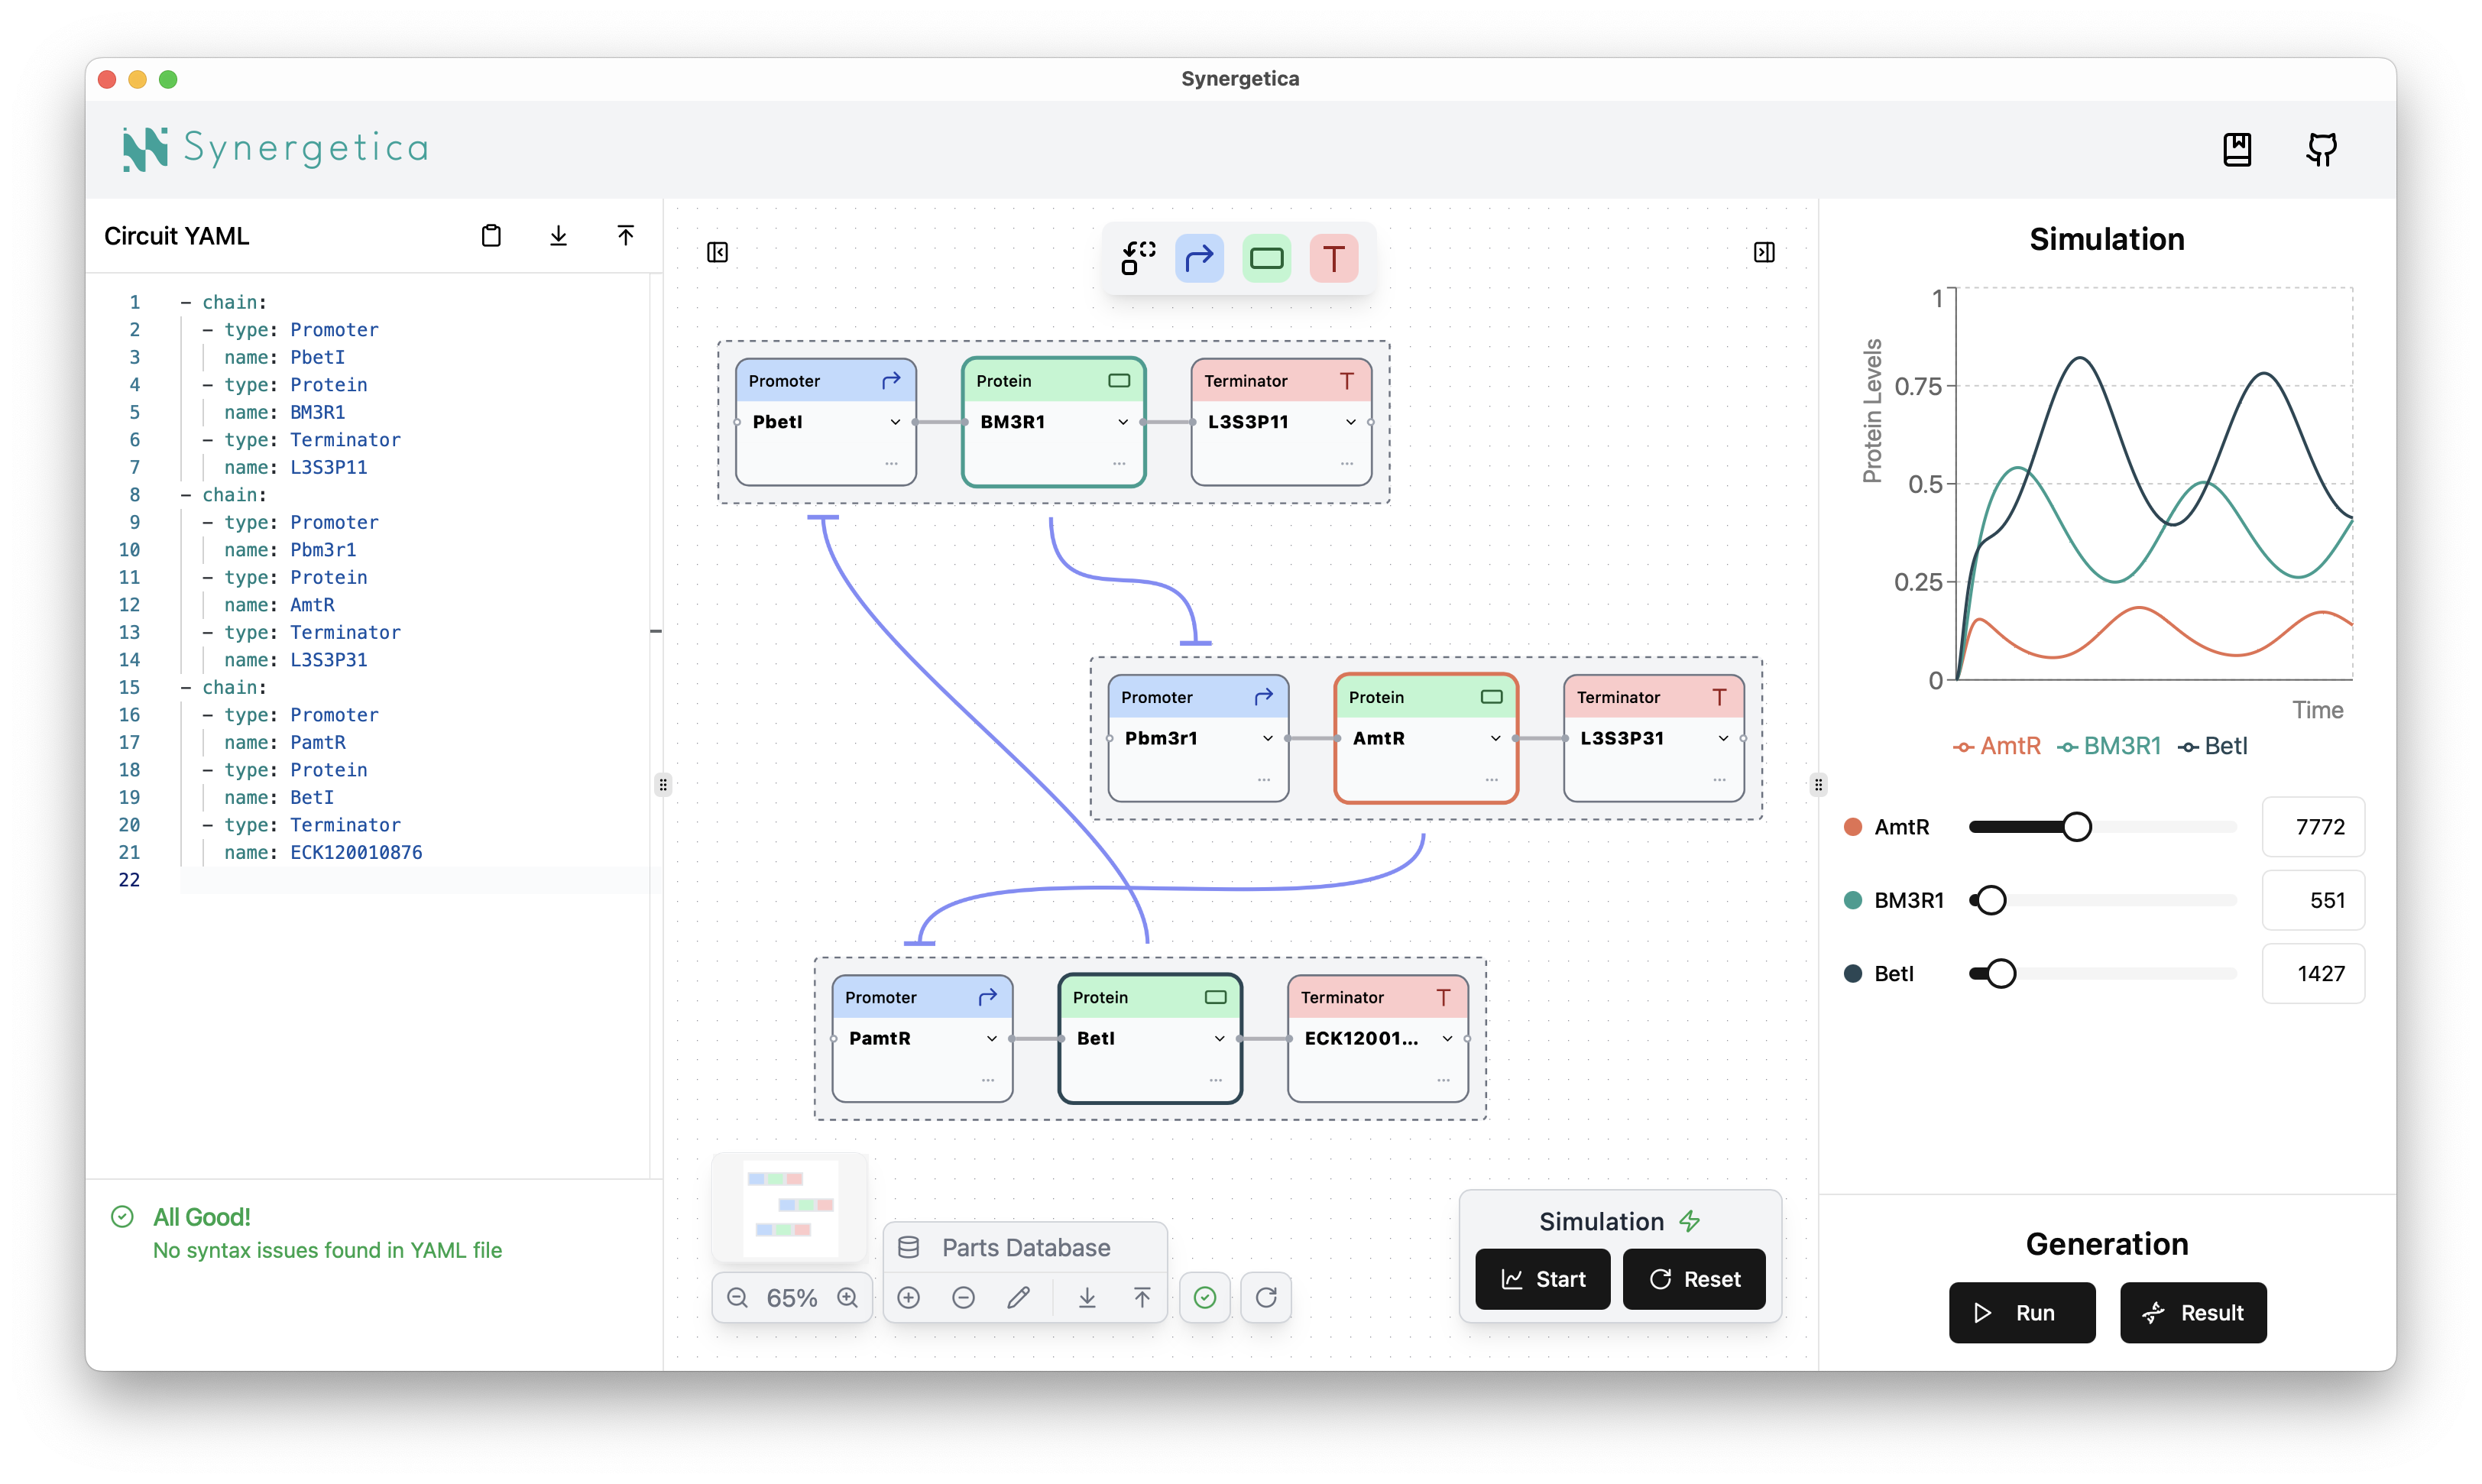 Synergetica
Synergetica
Circuit YAML
1 - chain:
2 - type: Promoter
3 name: PbetI
4 - type: Protein
5 name: BM3R1
6 - type: Terminator
7 name: L3S3P11
8 - chain:
9 - type: Promoter
10 name: Pbm3r1
11 - type: Protein
12 name: AmtR
13 - type: Terminator
14 name: L3S3P31
15 - chain:
16 - type: Promoter
17 name: PamtR
18 - type: Protein
19 name: BetI
20 - type: Terminator
21 name: ECK120010876
22
All Good!
No syntax issues found in YAML file
T
Promoter
PbetI
...
Protein
BM3R1
...
Terminator T
L3S3P11
...
Promoter
Pbm3r1
...
Protein
AmtR
...
Terminator T
L3S3P31
...
Promoter
PamtR
...
Protein
BetI
...
Terminator T
ECK12001...
...
65%
Parts Database
Simulation
Start
Reset
Simulation
Protein Levels
1
0.75
0.5
0.25
0
Time
AmtR BM3R1 BetI
AmtR 7772
BM3R1 551
BetI 1427
Generation
Run
Result